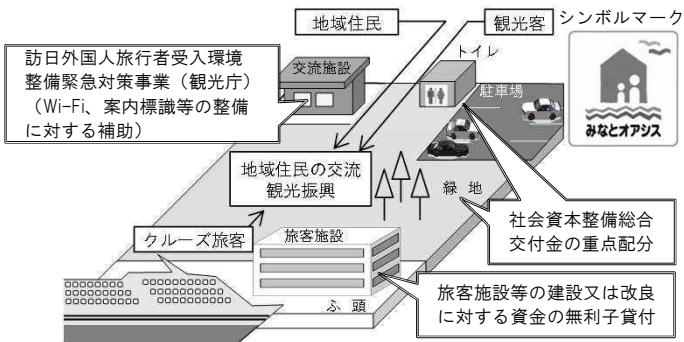 地域住民
観光客
シンボルマーク
訪日外国人旅行者受入環境
整備緊急対策事業（観光庁）
（Wi-Fi、案内標識等の整備
に対する補助）
交流施設
トイレ
駐車場
みなとオアシス
地域住民の交流
観光振興
緑 地
社会資本整備総合
交付金の重点配分
クルーズ旅客
旅客施設
旅客施設等の建設又は改良
に対する資金の無利子貸付
ふ 頭